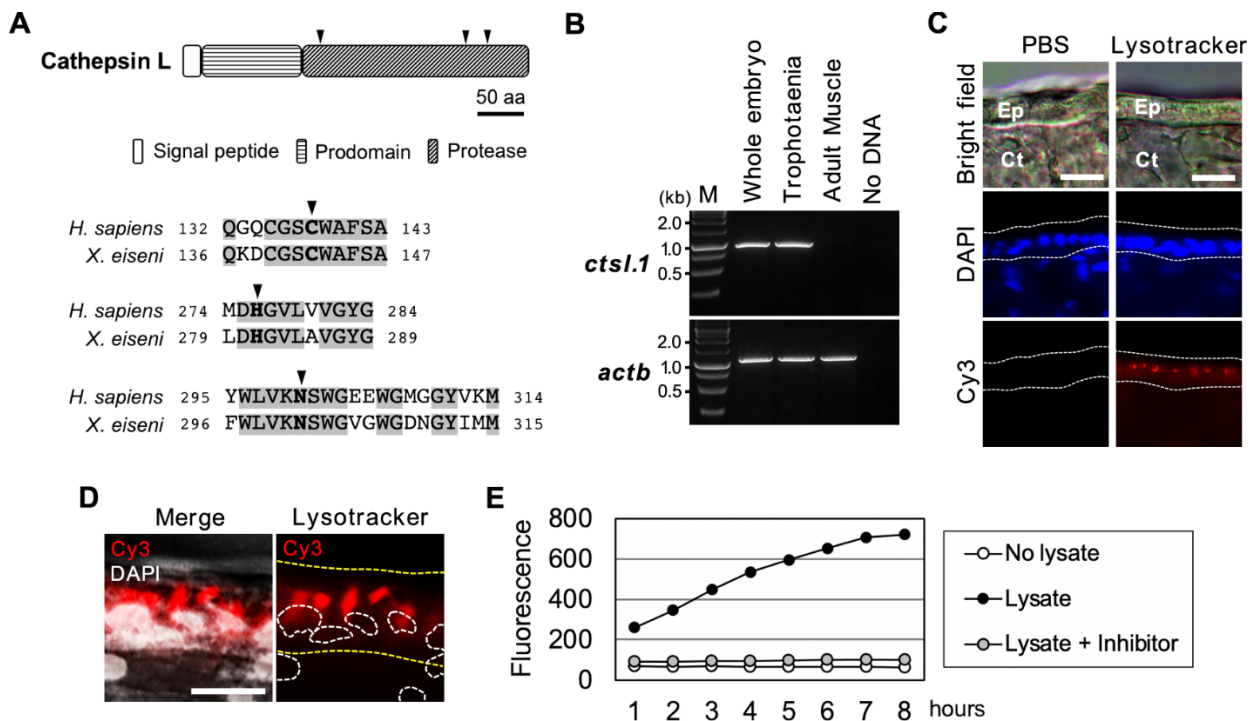 A
Cathepsin L
50 aa
Signal peptide Prodomain Protease
H. sapiens 132 QGQCGSCWAFSA 143
X. eiseni 136 QKDCGSCWAFSA 147
H. sapiens 274 MDHGVLVVGYG 284
X. eiseni 279 LDHGVLAVGYG 289
H. sapiens 295 YWLVKNSWGEEWGMGGYVKM 314
X. eiseni 296 FWLVKNSWGVGWGDNGYIMM 315
B
(kb) M Whole embryo Trophotaenia Adult Muscle No DNA
ctsl.1
2.0
1.0
0.5
actb
2.0
1.0
0.5
C
PBS Lysotracker
Bright field
Ep Ep
Ct Ct
DAPI
Cy3
D
Merge Lysotracker
Cy3 Cy3
DAPI
E
Fluorescence
800
600
400
200
0
1 2 3 4 5 6 7 8 hours
No lysate
Lysate
Lysate + Inhibitor